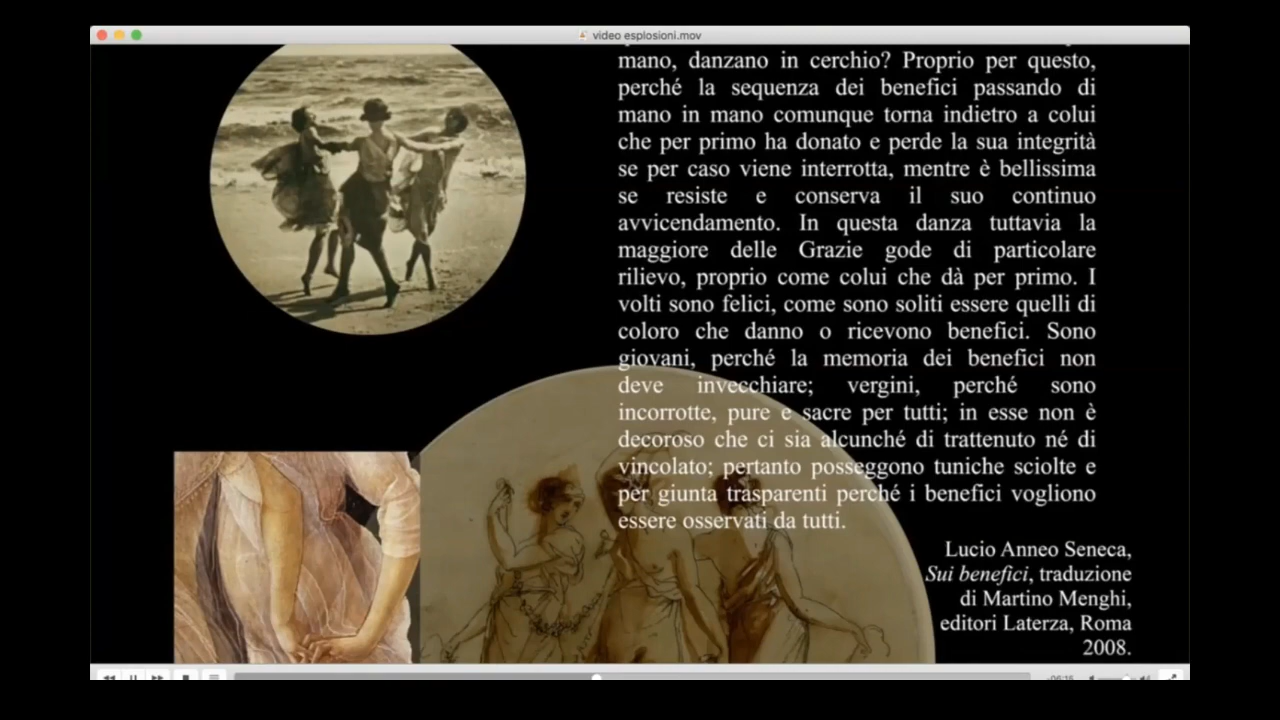 video esplosioni.mov
mano, danzano in cerchio? Proprio per questo,
perché la sequenza dei benefici passando di
mano in mano comunque torna indietro a colui
che per primo ha donato e perde la sua integrità
se per caso viene interrotta, mentre è bellissima
se resiste e conserva il suo continuo
avvicendamento. In questa danza tuttavia la
maggiore delle Grazie gode di particolare
rilievo, proprio come colui che dà per primo. I
volti sono felici, come sono soliti essere quelli di
coloro che danno o ricevono benefici. Sono
giovani, perché la memoria dei benefici non
deve invecchiare; vergini, perché sono
incorrotte, pure e sacre per tutti; in esse non è
decoroso che ci sia alcunché di trattenuto né di
vincolato; pertanto posseggono tuniche sciolte e
per giunta trasparenti perché i benefici vogliono
essere osservati da tutti.
Lucio Anneo Seneca,
Sui benefici, traduzione
di Martino Menghi,
editori Laterza, Roma
2008.